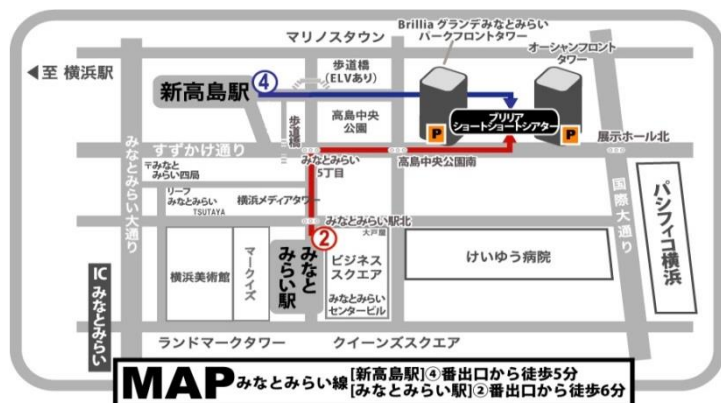 Brillia グランデみなとみらい
パークフロントタワー
オーシャンフロント
タワー
マリノスタウン
◀至 横浜駅
歩道橋
(ELVあり)
新高島駅
④
高島中央
公園
歩道橋
P
ブリリア
ショートショートシアター
P
展示ホール北
すずかけ通り
みなとみらい
5丁目
高島中央公園南
〒みなと
みらい四局
みなとみらい大通り
リーフ
みなとみらい
TSUTAYA
横浜メディアタワー
みなとみらい駅北
大戸屋
国際大通り
パシフィコ横浜
②
みなと
みらい駅
横浜美術館
マークイズ
ビジネス
スクエア
みなとみらい
センタービル
けいゆう病院
IC みなとみらい
ランドマークタワー
クイーンズスクエア
MAP みなとみらい線
[新高島駅]④番出口から徒歩5分
[みなとみらい駅]②番出口から徒歩6分